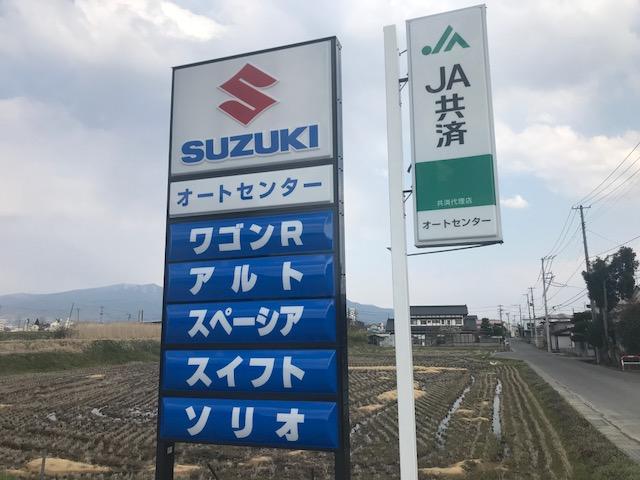 SUZUKI
オートセンター
ワゴンR
アルト
スペーシア
スイフト
ソリオ
JA共済
共済代理店
オートセンター